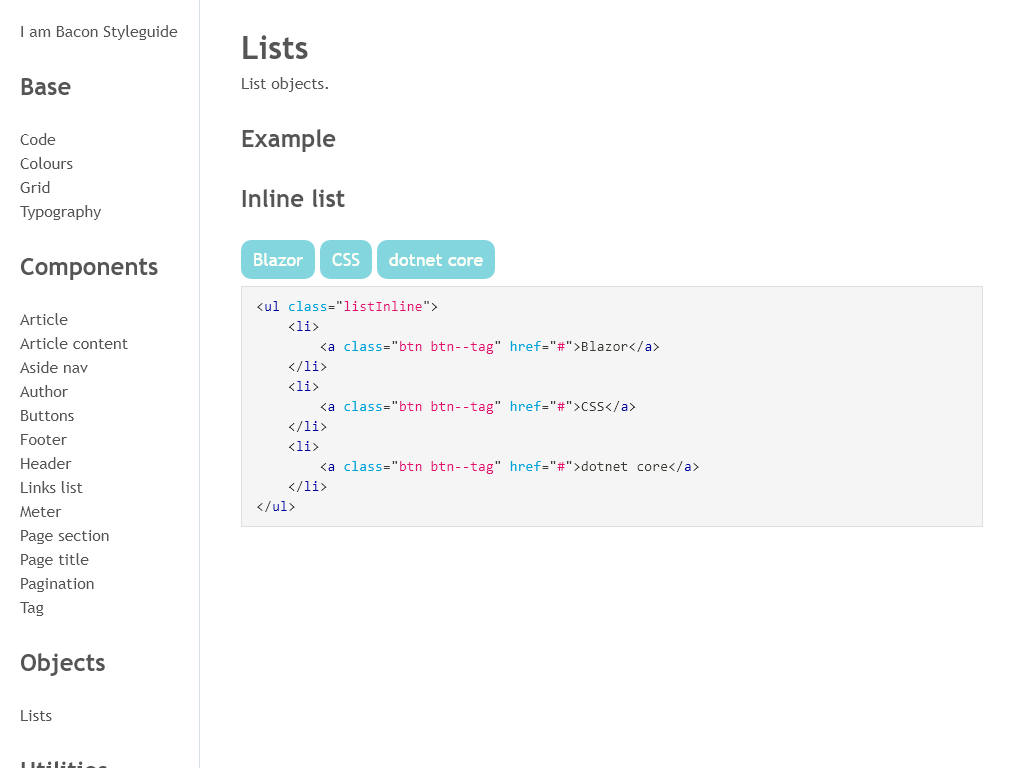 I am Bacon Styleguide
Base
Code
Colours
Grid
Typography
Components
Article
Article content
Aside nav
Author
Buttons
Footer
Header
Links list
Meter
Page section
Page title
Pagination
Tag
Objects
Lists
Utilities
Lists
List objects.
Example
Inline list
Blazor CSS dotnet core
<ul class="listInline">
    <li>
        <a class="btn btn--tag" href="#">Blazor</a>
    </li>
    <li>
        <a class="btn btn--tag" href="#">CSS</a>
    </li>
    <li>
        <a class="btn btn--tag" href="#">dotnet core</a>
    </li>
</ul>